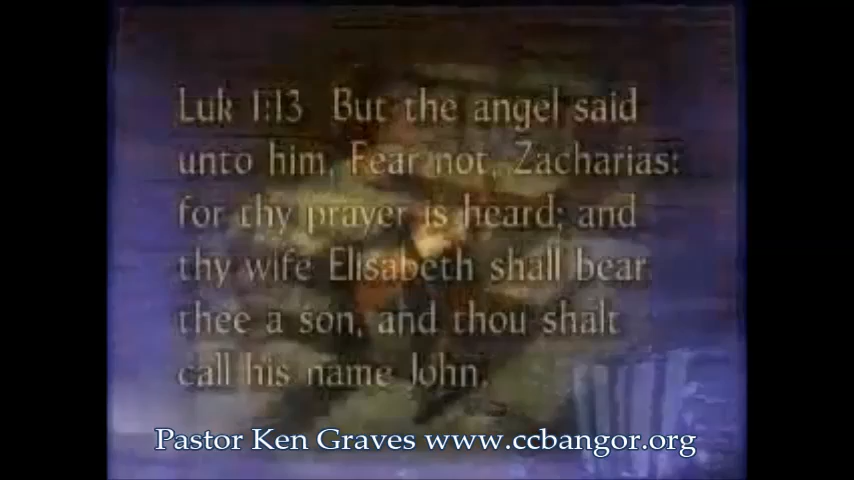 Luk 1:13 But the angel said
unto him, Fear not, Zacharias:
for thy prayer is heard; and
thy wife Elisabeth shall bear
thee a son, and thou shalt
call his name John.
Pastor Ken Graves www.ccbangor.org